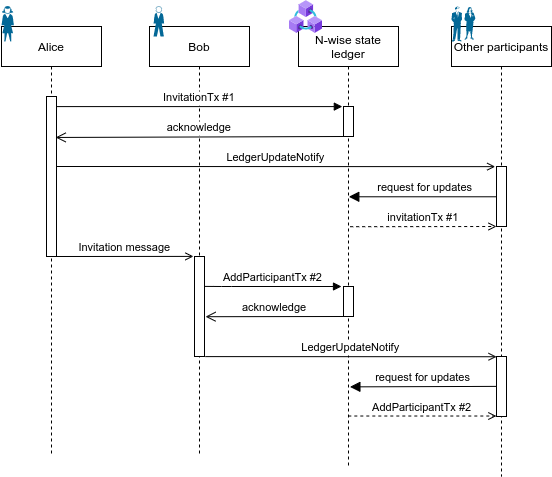 Alice
Bob
N-wise state
ledger
Other participants
InvitationTx #1
acknowledge
LedgerUpdateNotify
request for updates
invitationTx #1
Invitation message
AddParticipantTx #2
acknowledge
LedgerUpdateNotify
request for updates
AddParticipantTx #2